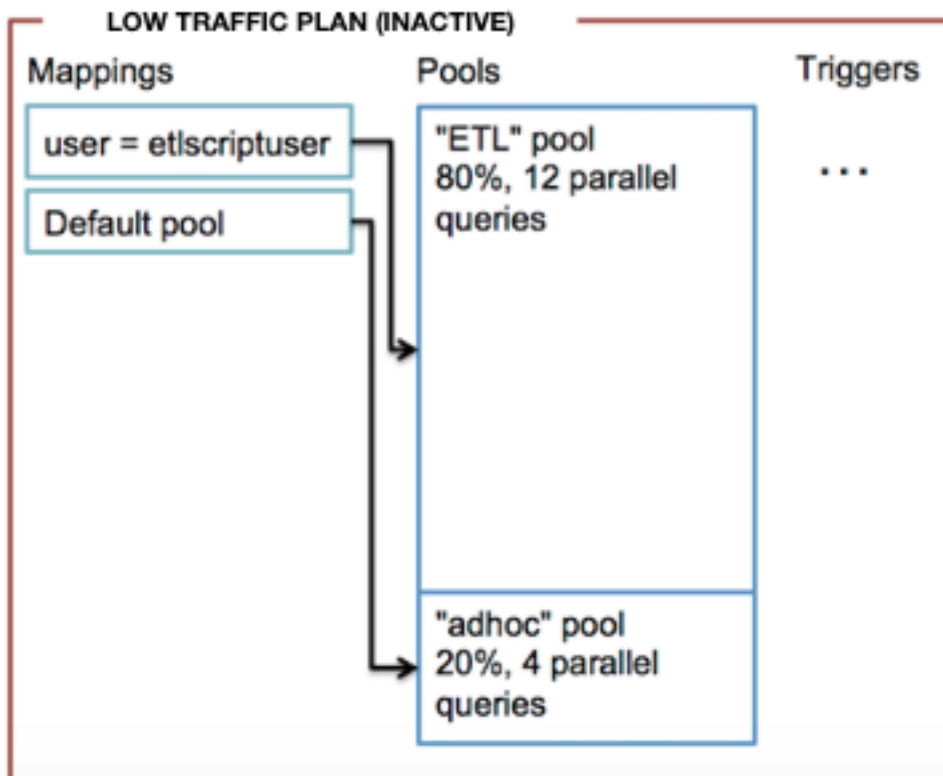 LOW TRAFFIC PLAN (INACTIVE)
Mappings
Pools
Triggers
user = etlscriptuser
Default pool
"ETL" pool
80%, 12 parallel
queries
...
"adhoc" pool
20%, 4 parallel
queries